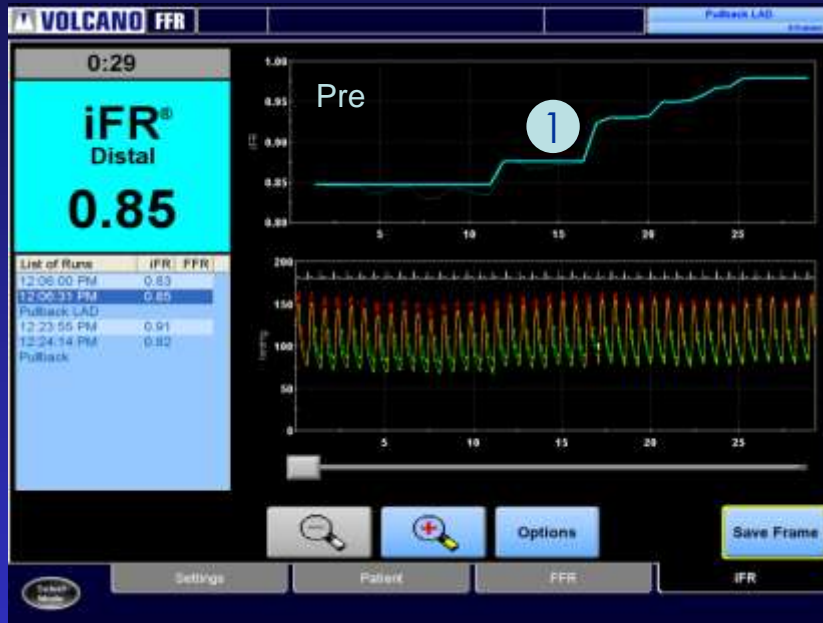 VOLCANO FFR
Pullback LAD
0:29
iFR®
Distal
0.85
List of Runs iFR FFR
12:06:00 PM 0.83
12:06:31 PM 0.85
Pullback LAD
12:23:55 PM 0.91
12:24:14 PM 0.92
Pullback
Pre
1
iFR
1.00
0.95
0.90
0.85
0.80
5 10 15 20 25
200
150
100
50
0
5 10 15 20 25
Options
Save Frame
Settings
Patient
FFR
iFR